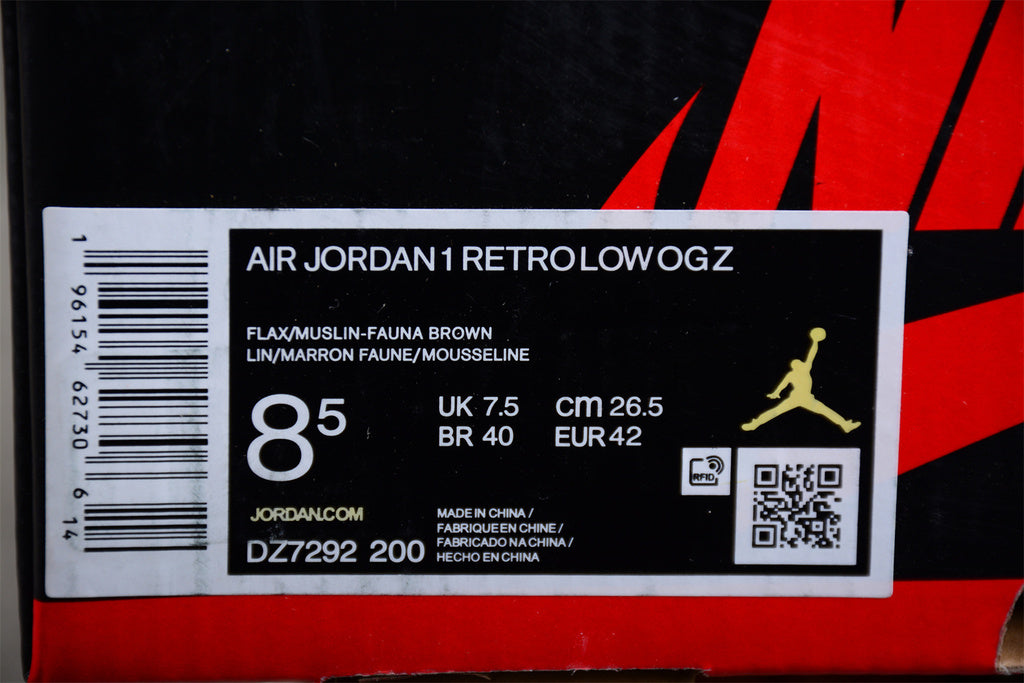 AIR JORDAN 1 RETRO LOW OG Z
FLAX/MUSLIN-FAUNA BROWN
LIN/MARRON FAUNE/MOUSSELINE
8⁵
UK 7.5 cm 26.5
BR 40 EUR 42
RFID
JORDAN.COM
DZ7292 200
MADE IN CHINA /
FABRIQUE EN CHINE /
FABRICADO NA CHINA /
HECHO EN CHINA
1 96154 62730 6 14